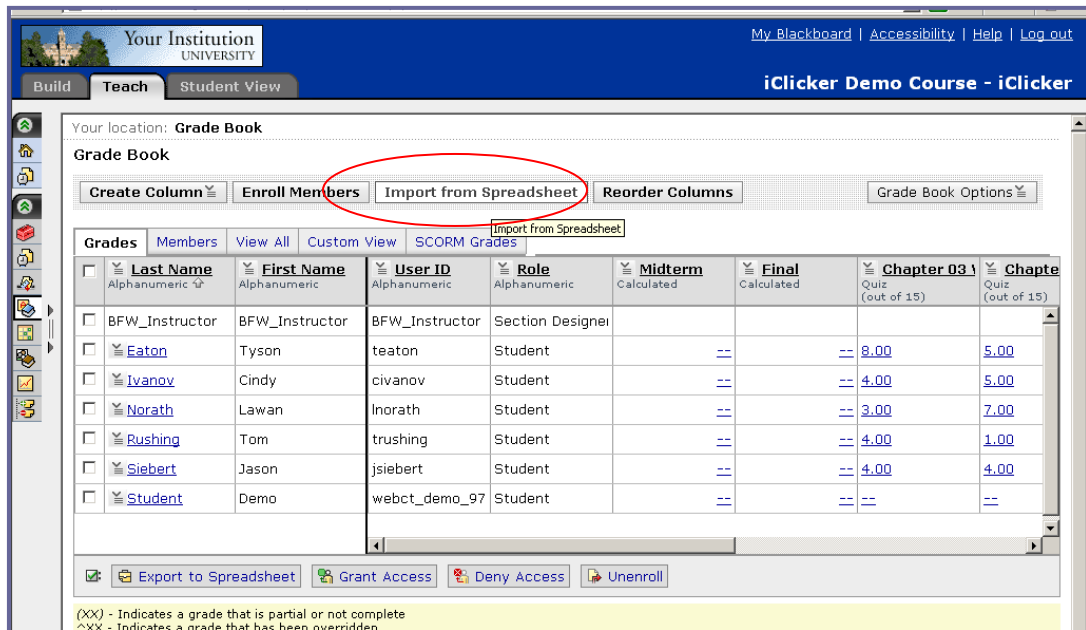 Your Institution
UNIVERSITY
My Blackboard | Accessibility | Help | Log out
Build Teach Student View
iClicker Demo Course - iClicker
Your location: Grade Book
Grade Book
Create Column Enroll Members Import from Spreadsheet Reorder Columns Grade Book Options
Import from Spreadsheet
Grades Members View All Custom View SCORM Grades
Last Name First Name User ID Role Midterm Final Chapter 03 Chapte
Alphanumeric Alphanumeric Alphanumeric Alphanumeric Calculated Calculated Quiz Quiz
(out of 15) (out of 15)
BFW_Instructor BFW_Instructor BFW_Instructor Section Designer
Eaton Tyson teaton Student -- -- 8.00 5.00
Ivanov Cindy civanov Student -- -- 4.00 5.00
Norath Lawan lnorath Student -- -- 3.00 7.00
Rushing Tom trushing Student -- -- 4.00 1.00
Siebert Jason jsiebert Student -- -- 4.00 4.00
Student Demo webct_demo_97 Student -- -- -- --
Export to Spreadsheet Grant Access Deny Access Unenroll
(XX) - Indicates a grade that is partial or not complete
^XX - Indicates a grade that has been overridden